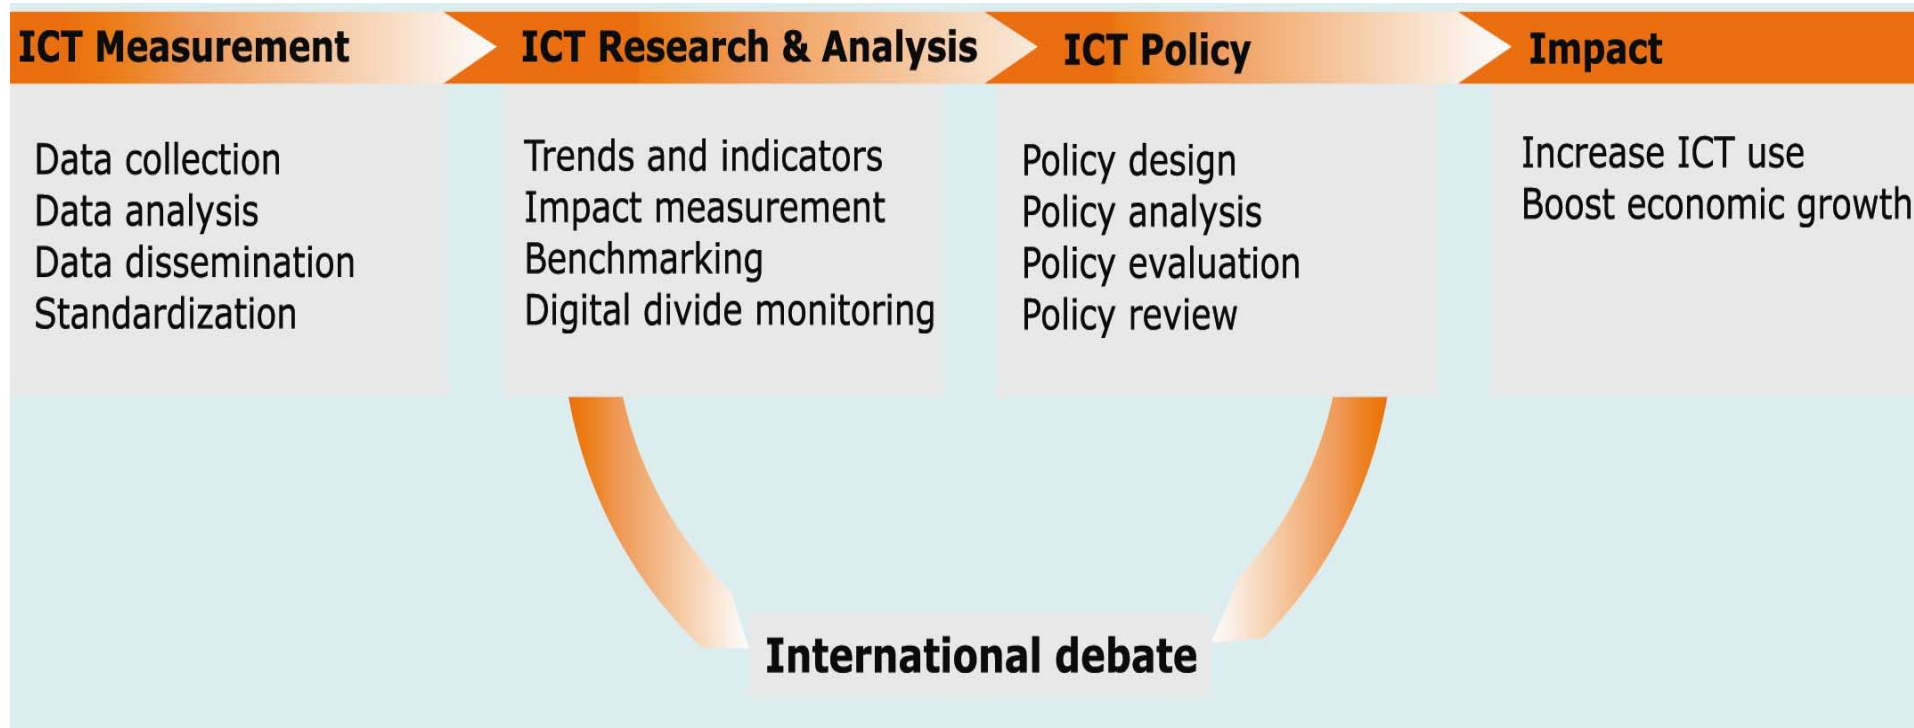 ICT Measurement
Data collection
Data analysis
Data dissemination
Standardization
ICT Research & Analysis
Trends and indicators
Impact measurement
Benchmarking
Digital divide monitoring
ICT Policy
Policy design
Policy analysis
Policy evaluation
Policy review
Impact
Increase ICT use
Boost economic growth
International debate